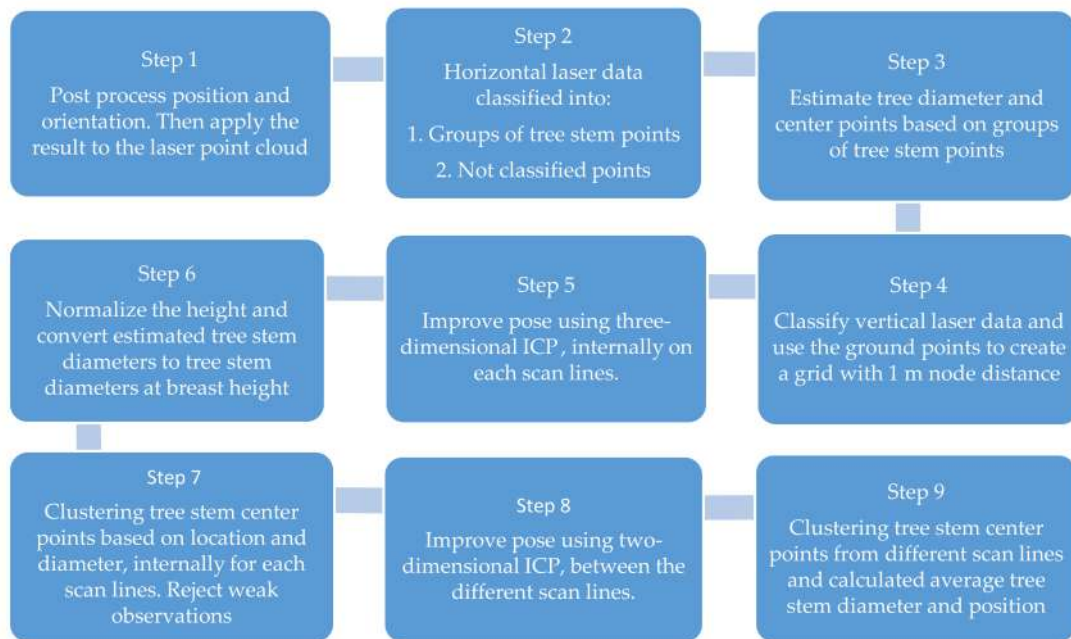 Step 1
Post process position and
orientation. Then apply the
result to the laser point cloud
Step 2
Horizontal laser data
classified into:
1. Groups of tree stem points
2. Not classified points
Step 3
Estimate tree diameter and
center points based on groups
of tree stem points
Step 4
Classify vertical laser data and
use the ground points to create
a grid with 1 m node distance
Step 5
Improve pose using three-
dimensional ICP , internally on
each scan lines.
Step 6
Normalize the height and
convert estimated tree stem
diameters to tree stem
diameters at breast height
Step 7
Clustering tree stem center
points based on location and
diameter, internally for each
scan lines. Reject weak
observations
Step 8
Improve pose using two-
dimensional ICP, between the
different scan lines.
Step 9
Clustering tree stem center
points from different scan lines
and calculated average tree
stem diameter and position